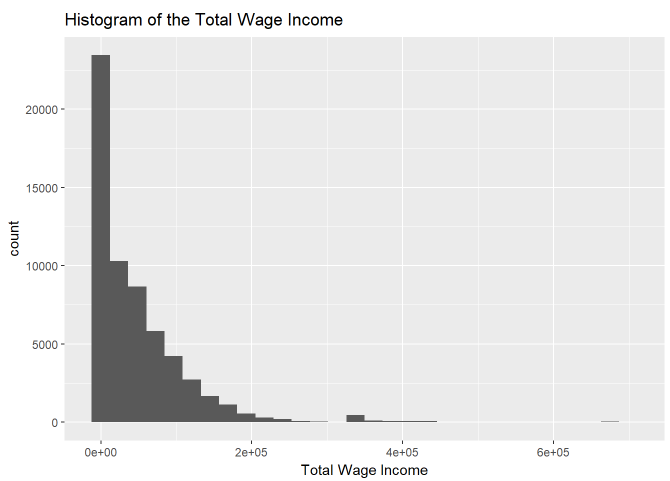 Histogram of the Total Wage Income
20000
15000
10000
5000
0
count
0e+00 2e+05 4e+05 6e+05
Total Wage Income